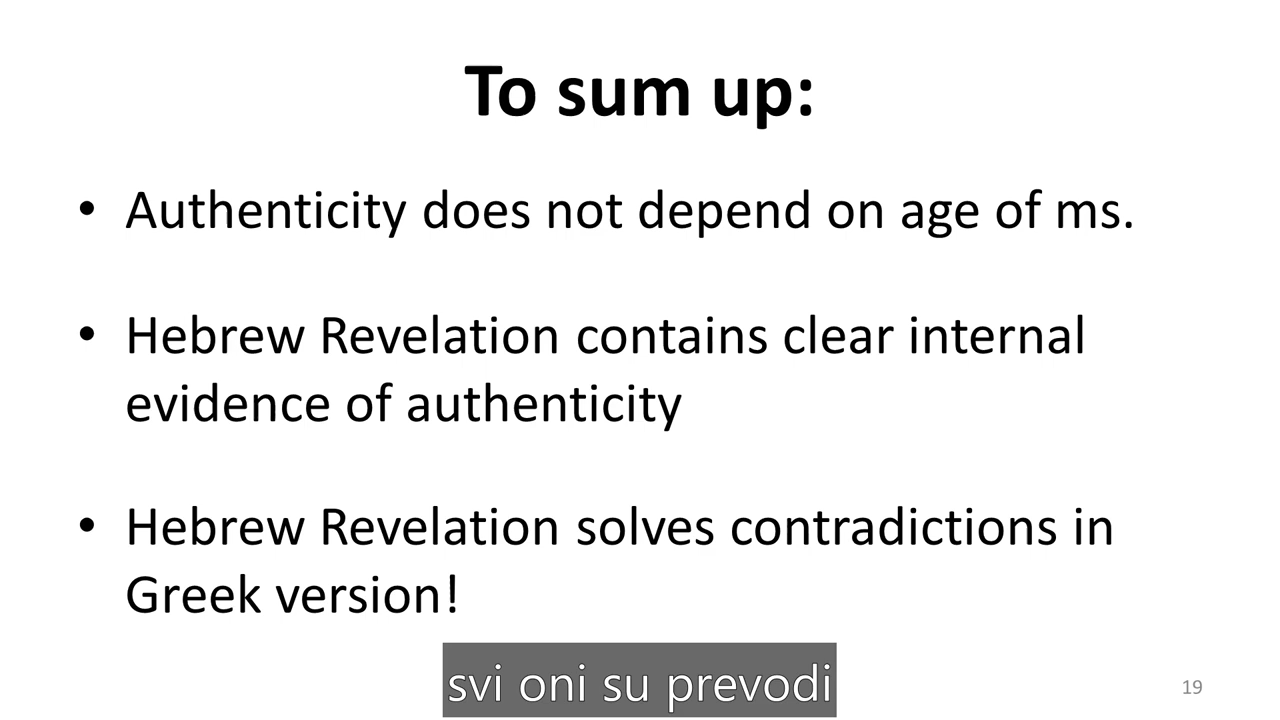 To sum up:
• Authenticity does not depend on age of ms.
• Hebrew Revelation contains clear internal
evidence of authenticity
• Hebrew Revelation solves contradictions in
Greek version!
svi oni su prevodi
19